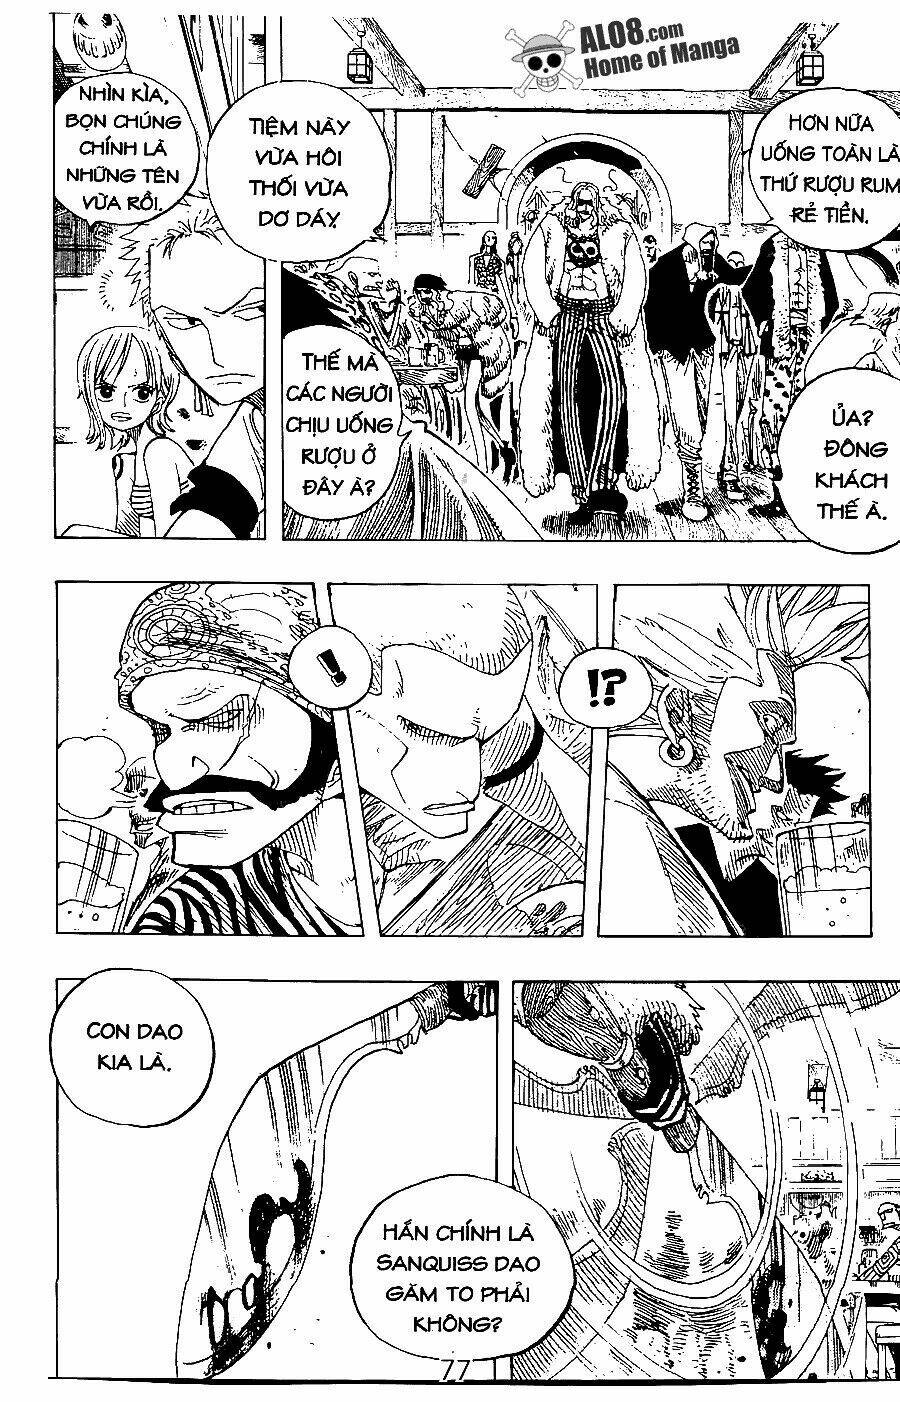 ALO8.com
Home of Manga
NHÌN KÌA,
BỌN CHÚNG
CHÍNH LÀ
NHỮNG TÊN
VỪA RỒI.
TIỆM NÀY
VỪA HÔI
THỐI VỪA
DƠ DÁY.
HƠN NỮA
UỐNG TOÀN LÀ
THỨ RƯỢU RUM
RẺ TIỀN.
THẾ MÀ
CÁC NGƯỜI
CHỊU UỐNG
RƯỢU Ở
ĐÂY À?
ỦA?
ĐÔNG
KHÁCH
THẾ À.
!
!?
CON DAO
KIA LÀ.
HẮN CHÍNH LÀ
SANQUISS DAO
GĂM TO PHẢI
KHÔNG?
77